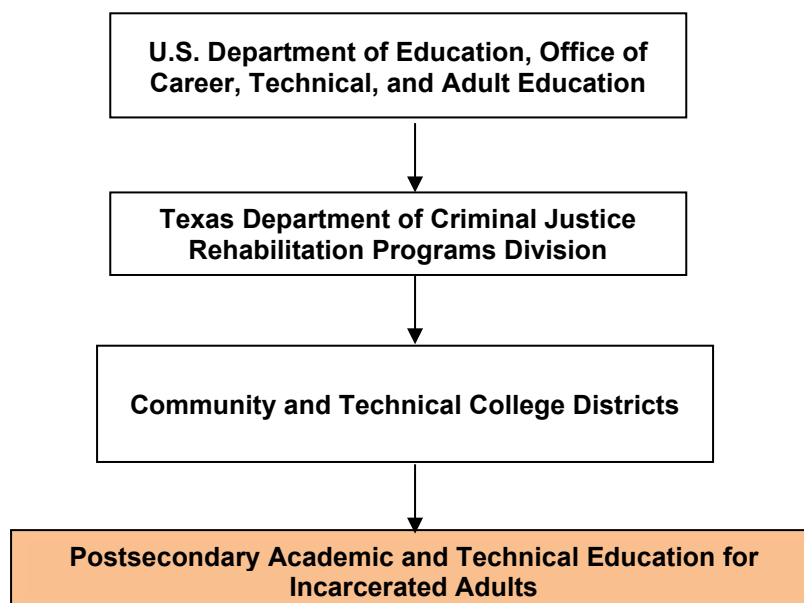 U.S. Department of Education, Office of
Career, Technical, and Adult Education
Texas Department of Criminal Justice
Rehabilitation Programs Division
Community and Technical College Districts
Postsecondary Academic and Technical Education for
Incarcerated Adults